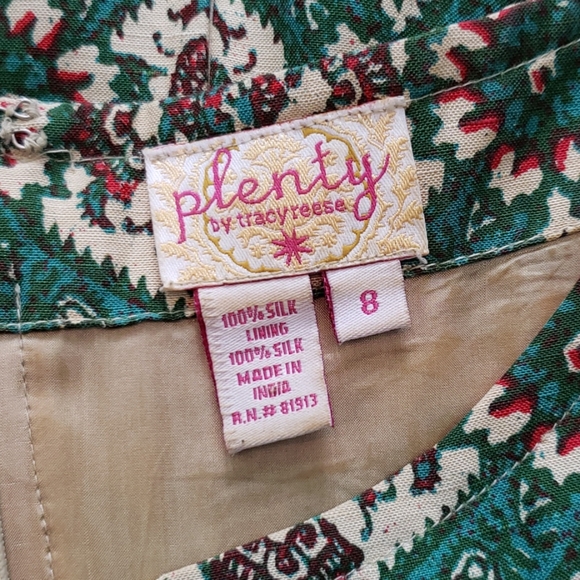 plenty
by tracy reese
8
100% SILK
LINING
100% SILK
MADE IN
INDIA
R.N.# 81913